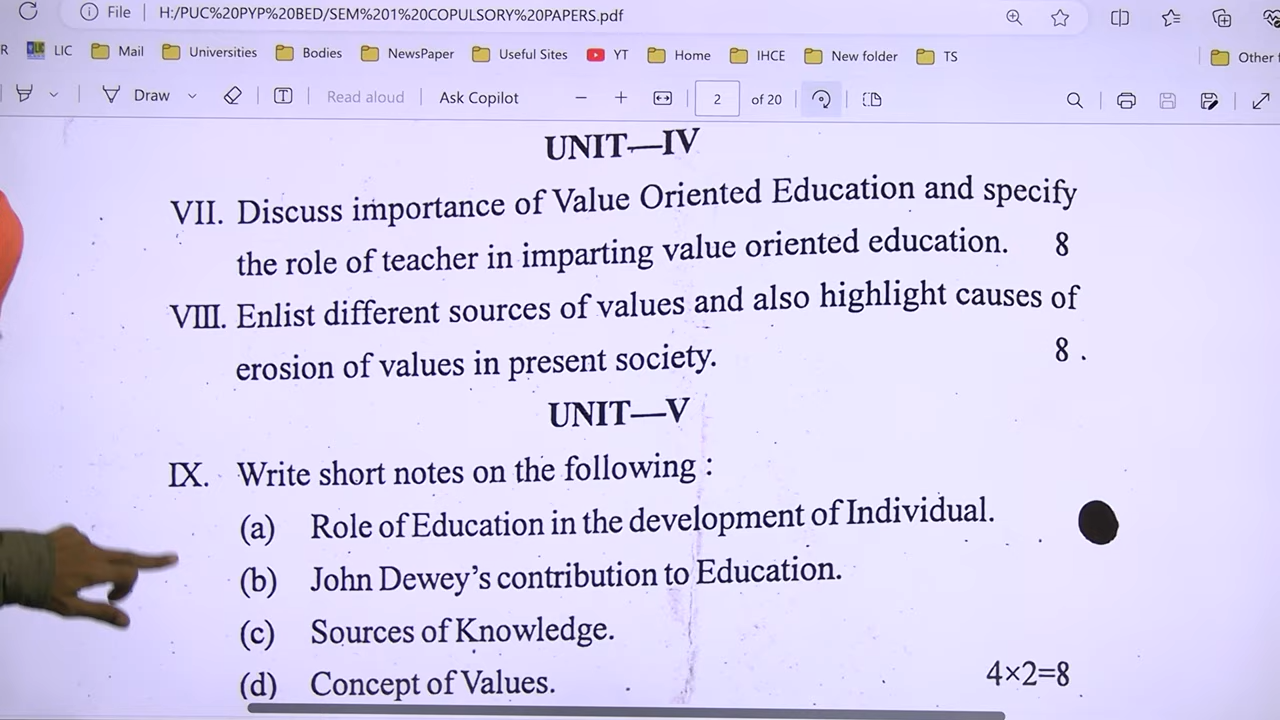 File H:/PUC%20PYP%20BED/SEM%201%20COPULSORY%20PAPERS.pdf
R LIC Mail Universities Bodies NewsPaper Useful Sites YT Home IHCE New folder TS Other
Draw Read aloud Ask Copilot 2 of 20
UNIT—IV
VII. Discuss importance of Value Oriented Education and specify
the role of teacher in imparting value oriented education. 8
VIII. Enlist different sources of values and also highlight causes of
erosion of values in present society. 8 .
UNIT—V
IX. Write short notes on the following :
(a) Role of Education in the development of Individual.
(b) John Dewey's contribution to Education.
(c) Sources of Knowledge.
(d) Concept of Values. 4×2=8